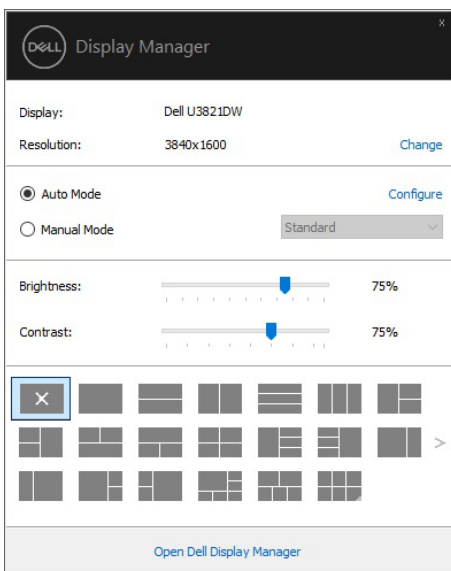 x
DELL Display Manager
Display: Dell U3821DW
Resolution: 3840x1600 Change
Auto Mode Configure
Manual Mode Standard
Brightness: 75%
Contrast: 75%
Open Dell Display Manager